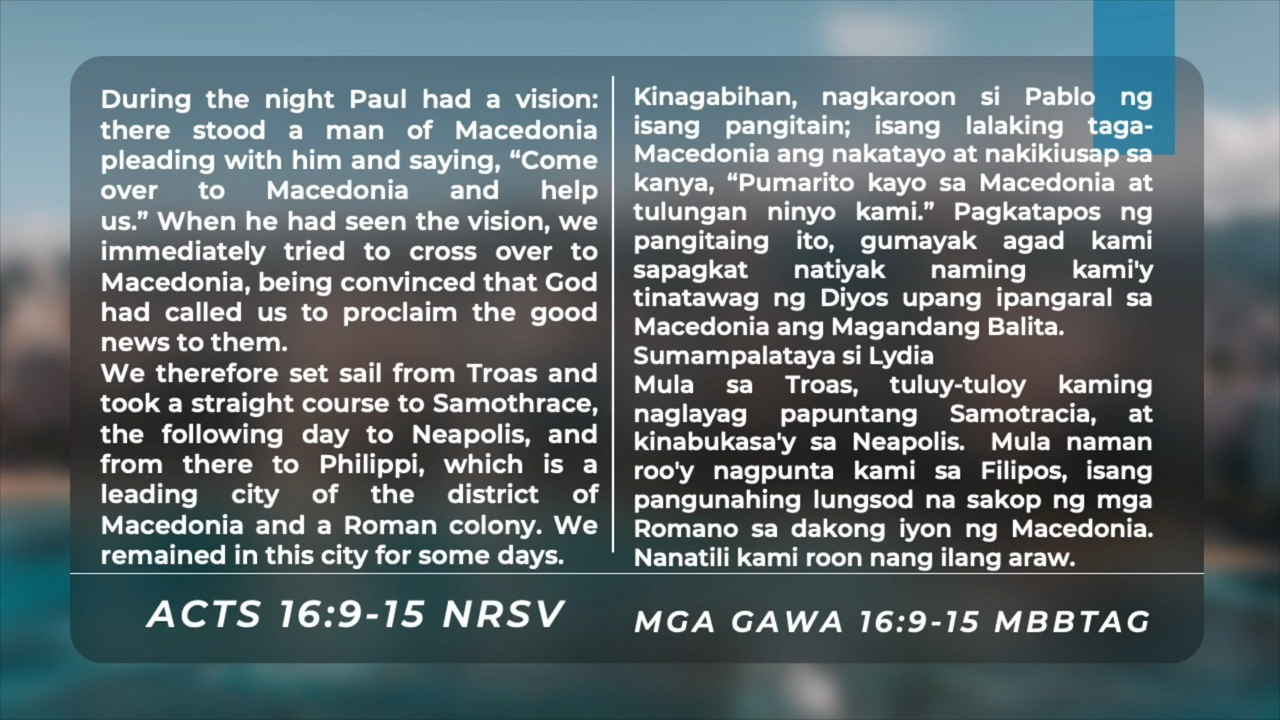 During the night Paul had a vision:
there stood a man of Macedonia
pleading with him and saying, “Come
over to Macedonia and help
us.” When he had seen the vision, we
immediately tried to cross over to
Macedonia, being convinced that God
had called us to proclaim the good
news to them.
We therefore set sail from Troas and
took a straight course to Samothrace,
the following day to Neapolis, and
from there to Philippi, which is a
leading city of the district of
Macedonia and a Roman colony. We
remained in this city for some days.
ACTS 16:9-15 NRSV
Kinagabihan, nagkaroon si Pablo ng
isang pangitain; isang lalaking taga-
Macedonia ang nakatayo at nakikiusap sa
kanya, “Pumarito kayo sa Macedonia at
tulungan ninyo kami.” Pagkatapos ng
pangitaing ito, gumayak agad kami
sapagkat natiyak naming kami'y
tinatawag ng Diyos upang ipangaral sa
Macedonia ang Magandang Balita.
Sumampalataya si Lydia
Mula sa Troas, tuluy-tuloy kaming
naglayag papuntang Samotracia, at
kinabukasa'y sa Neapolis. Mula naman
roo'y nagpunta kami sa Filipos, isang
pangunahing lungsod na sakop ng mga
Romano sa dakong iyon ng Macedonia.
Nanatili kami roon nang ilang araw.
MGA GAWA 16:9-15 MBBTAG